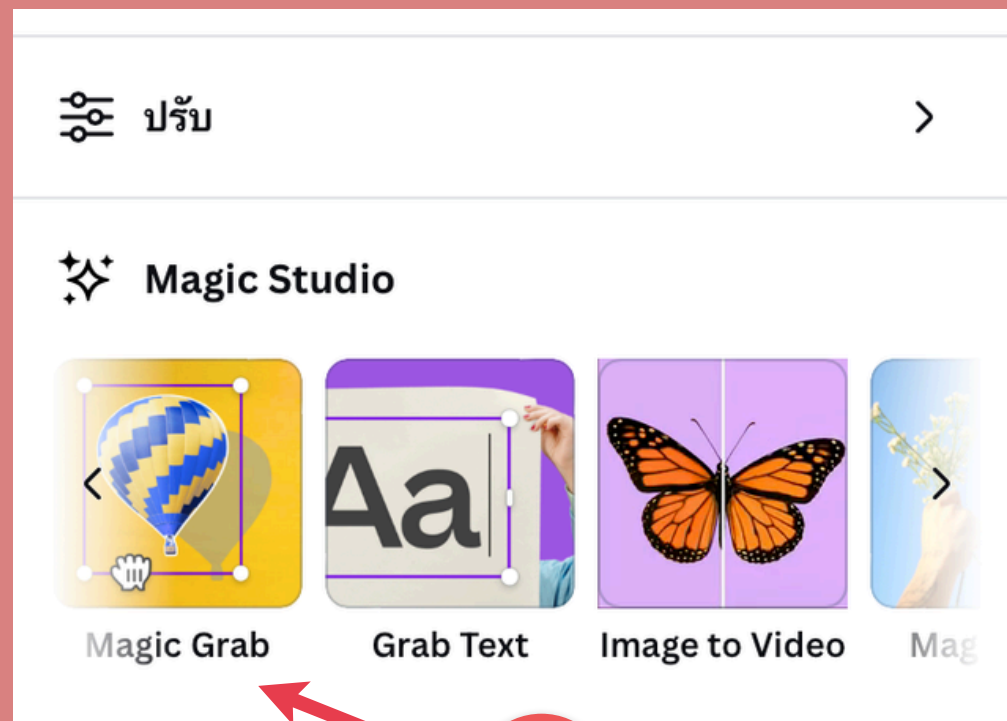 ปรับ
Magic Studio
Aa
Magic Grab
Grab Text
Image to Video
Mag